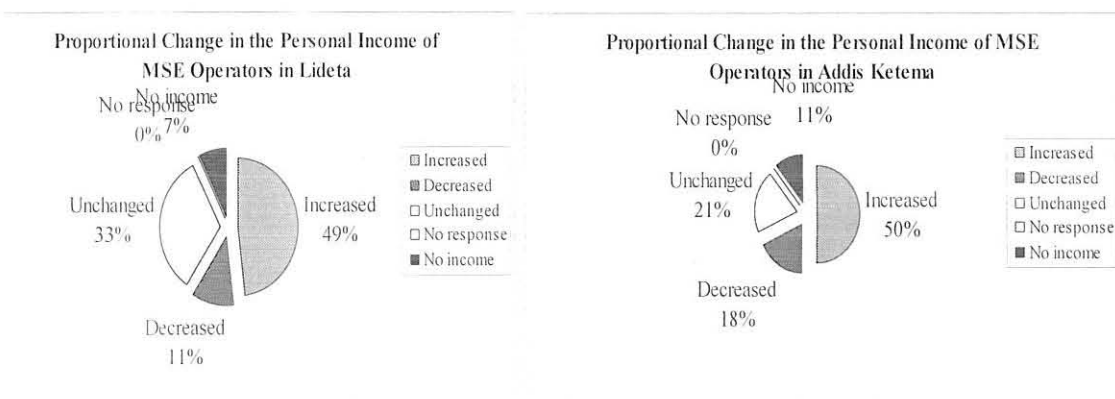 Proportional Change in the Personal Income of
MSE Operators in Lideta
No income
7%
No response
0%
Unchanged
33%
Increased
49%
Decreased
11%
Increased
Decreased
Unchanged
No response
No income
Proportional Change in the Personal Income of MSE
Operators in Addis Ketema
No income
11%
No response
0%
Unchanged
21%
Increased
50%
Decreased
18%
Increased
Decreased
Unchanged
No response
No income